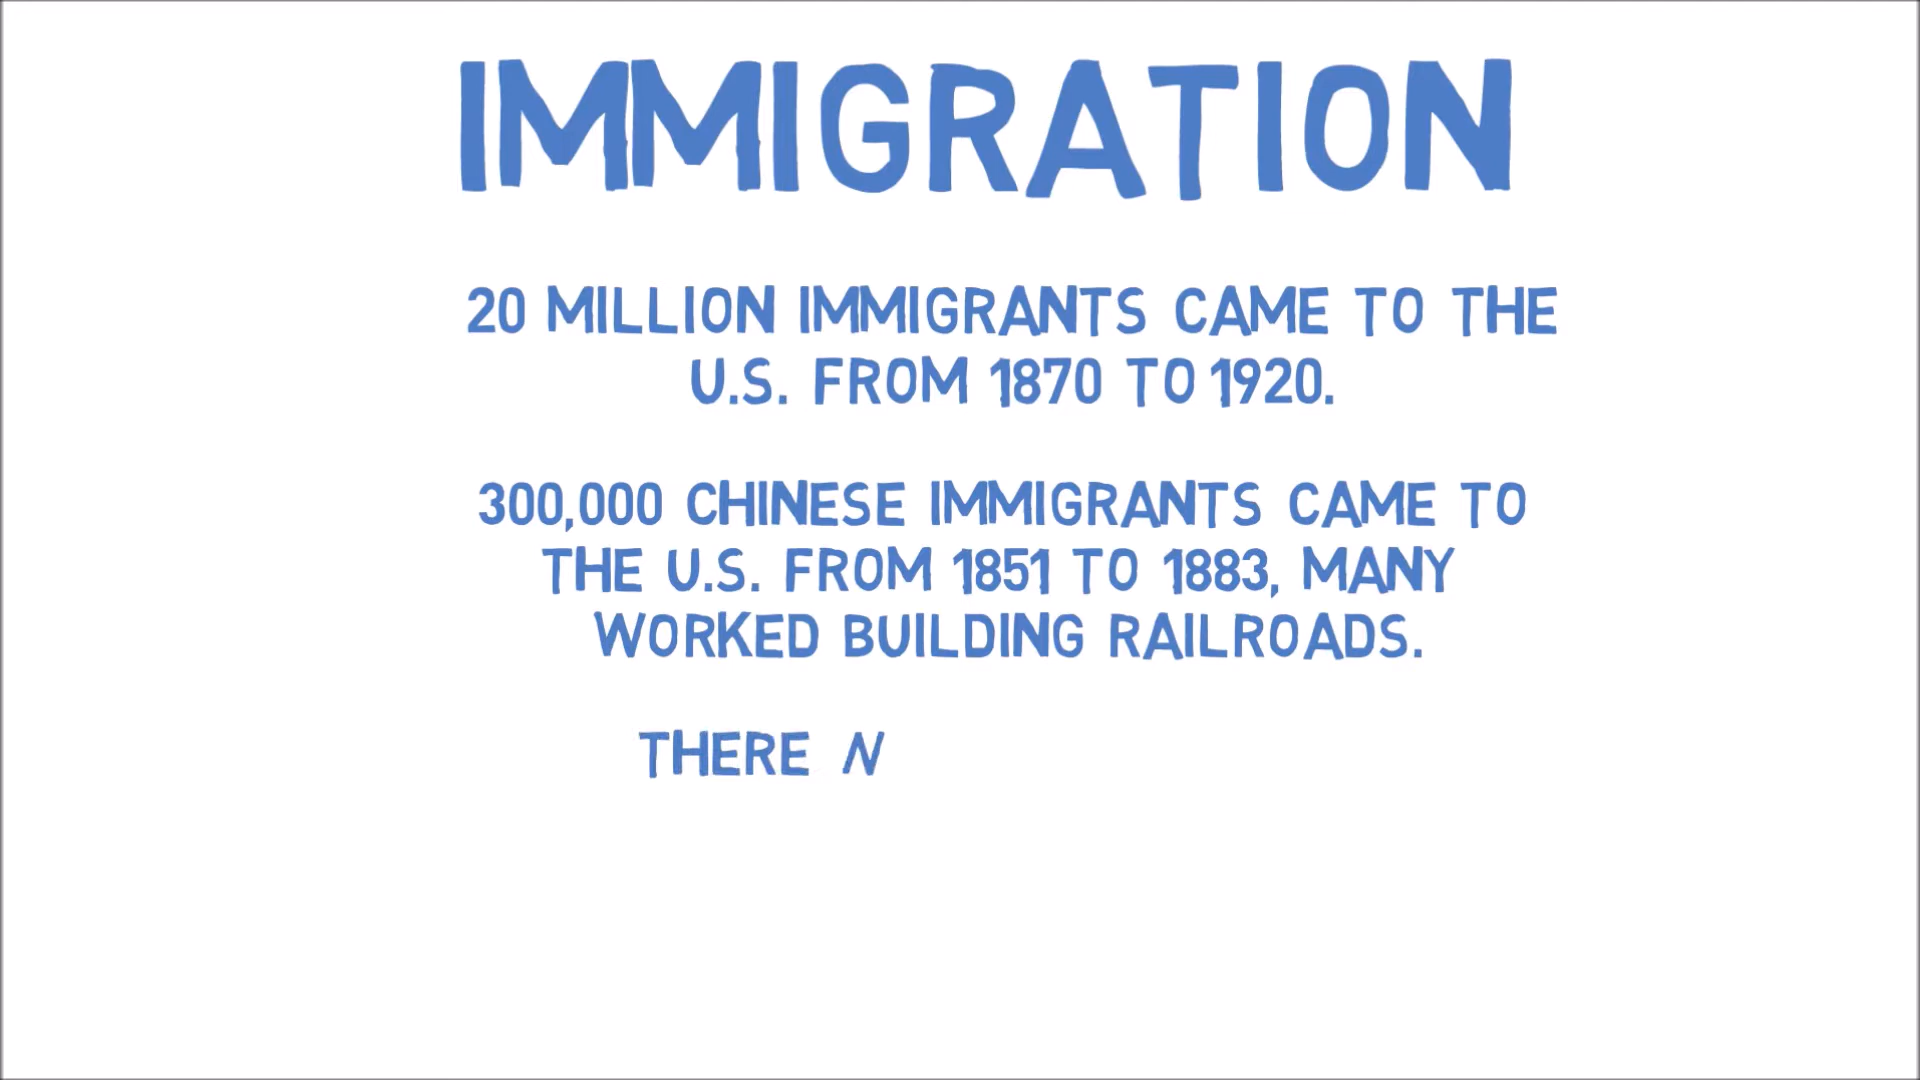 IMMIGRATION
20 MILLION IMMIGRANTS CAME TO THE
U.S. FROM 1870 TO 1920.
300,000 CHINESE IMMIGRANTS CAME TO
THE U.S. FROM 1851 TO 1883, MANY
WORKED BUILDING RAILROADS.
THERE